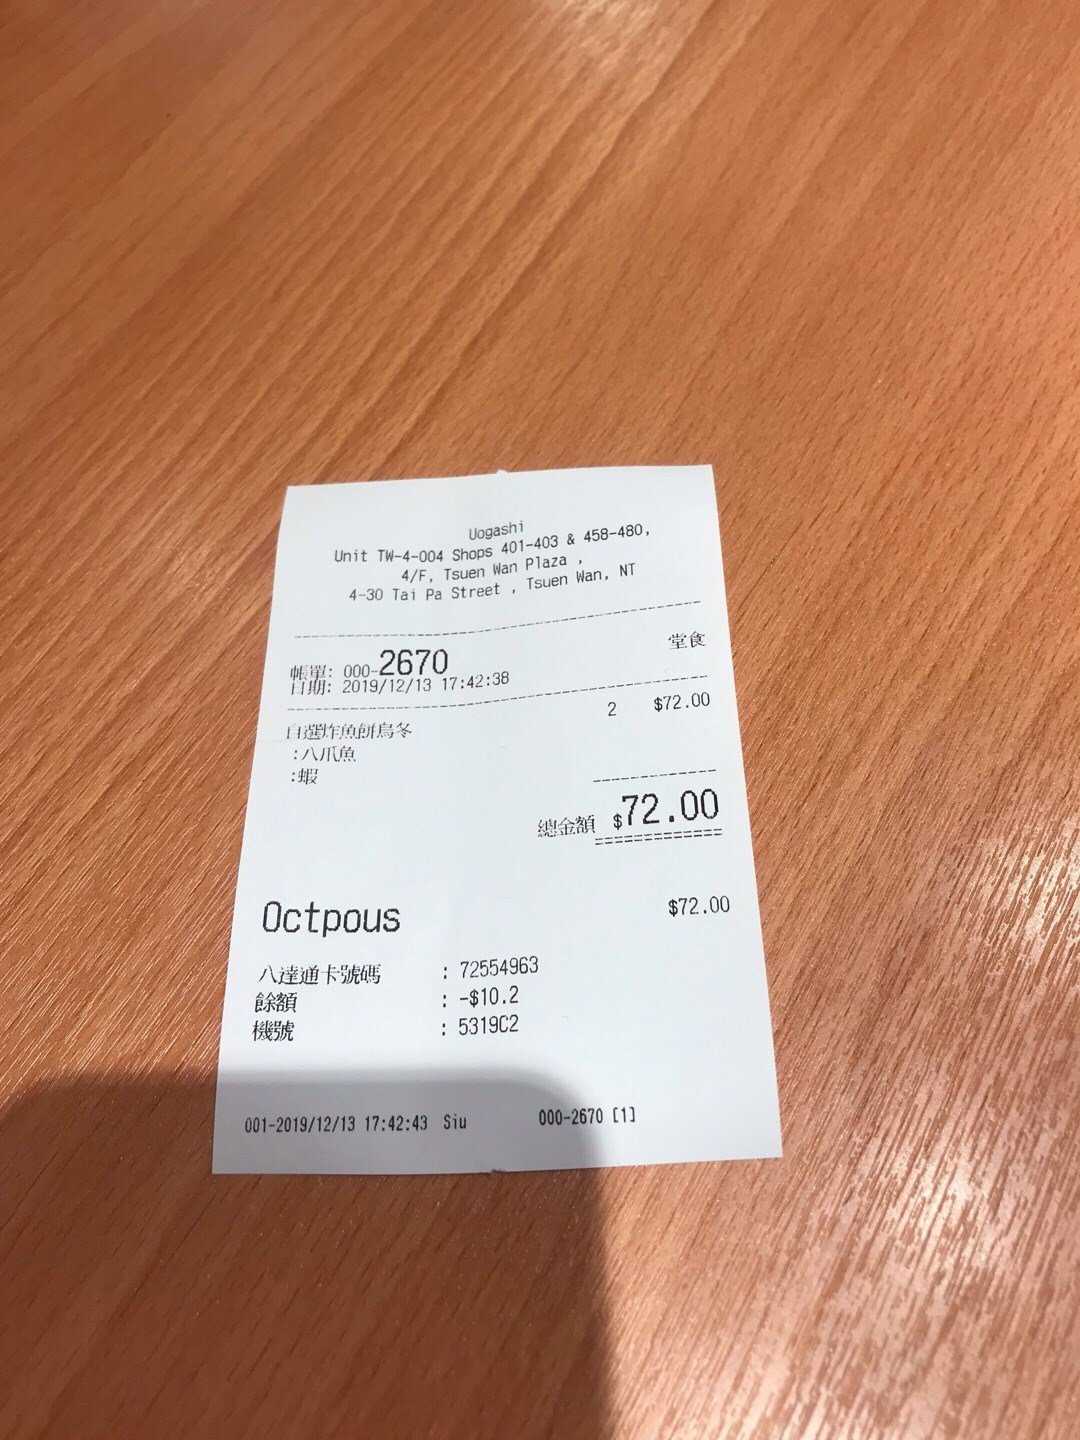 Uogashi
Unit TW-4-004 Shops 401-403 & 458-480,
4/F, Tsuen Wan Plaza ,
4-30 Tai Pa Street , Tsuen Wan, NT
堂食
帳單: 000-2670
日期: 2019/12/13 17:42:38
自選炸魚餅烏冬 2 $72.00
:八爪魚
:蝦
總金額 $72.00
Octpous $72.00
八達通卡號碼 : 72554963
餘額 : -$10.2
機號 : 5319C2
001-2019/12/13 17:42:43 Siu 000-2670 [1]